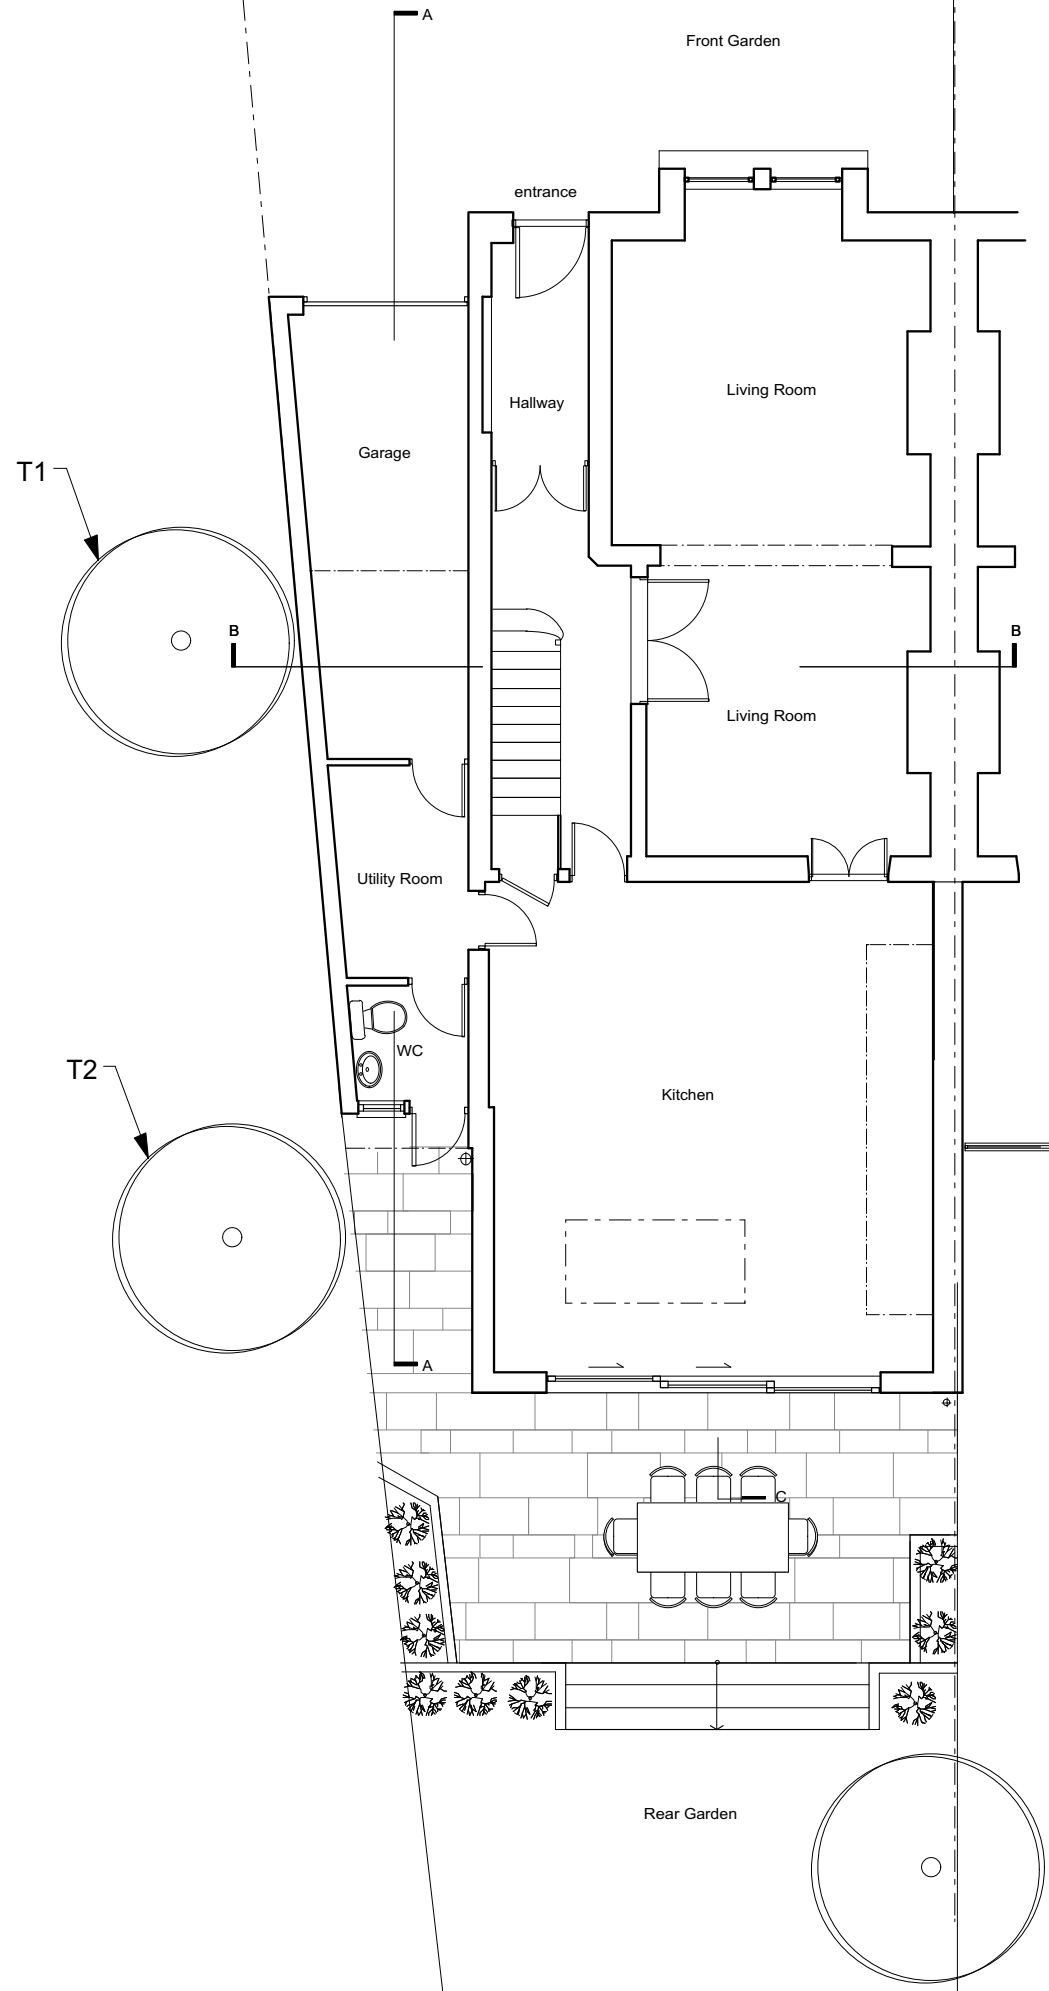 A
Front Garden
entrance
Living Room
Hallway
Garage
T1
B
B
Living Room
Utility Room
WC
T2
Kitchen
A
C
Rear Garden